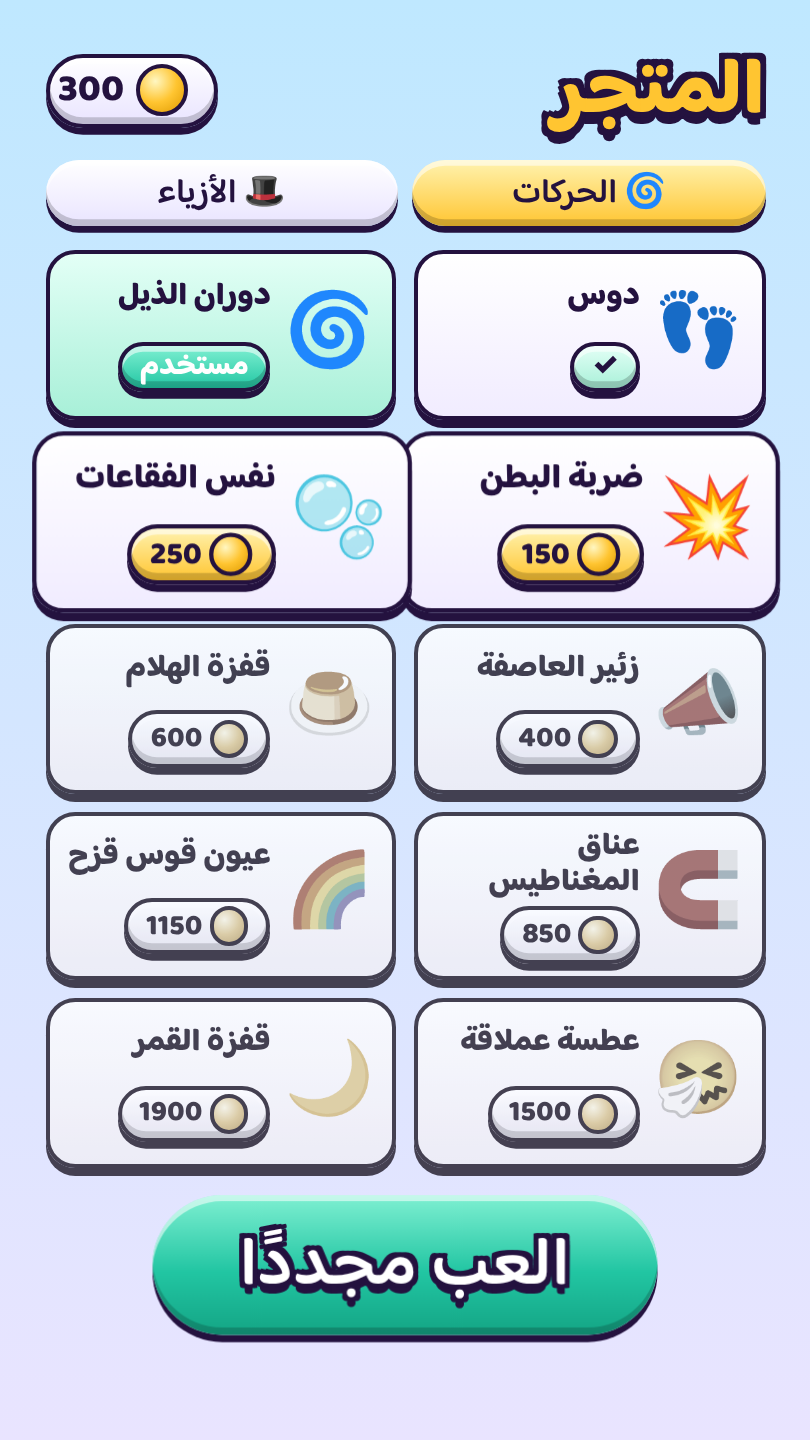 المتجر
300
🌀 الحركات
🎩 الأزياء
دوس
✓
دوران الذيل
مستخدم
ضربة البطن
150
نفس الفقاعات
250
زئير العاصفة
400
قفزة الهلام
600
عناق
المغناطيس
850
عيون قوس قزح
1150
عطسة عملاقة
1500
قفزة القمر
1900
العب مجددًا